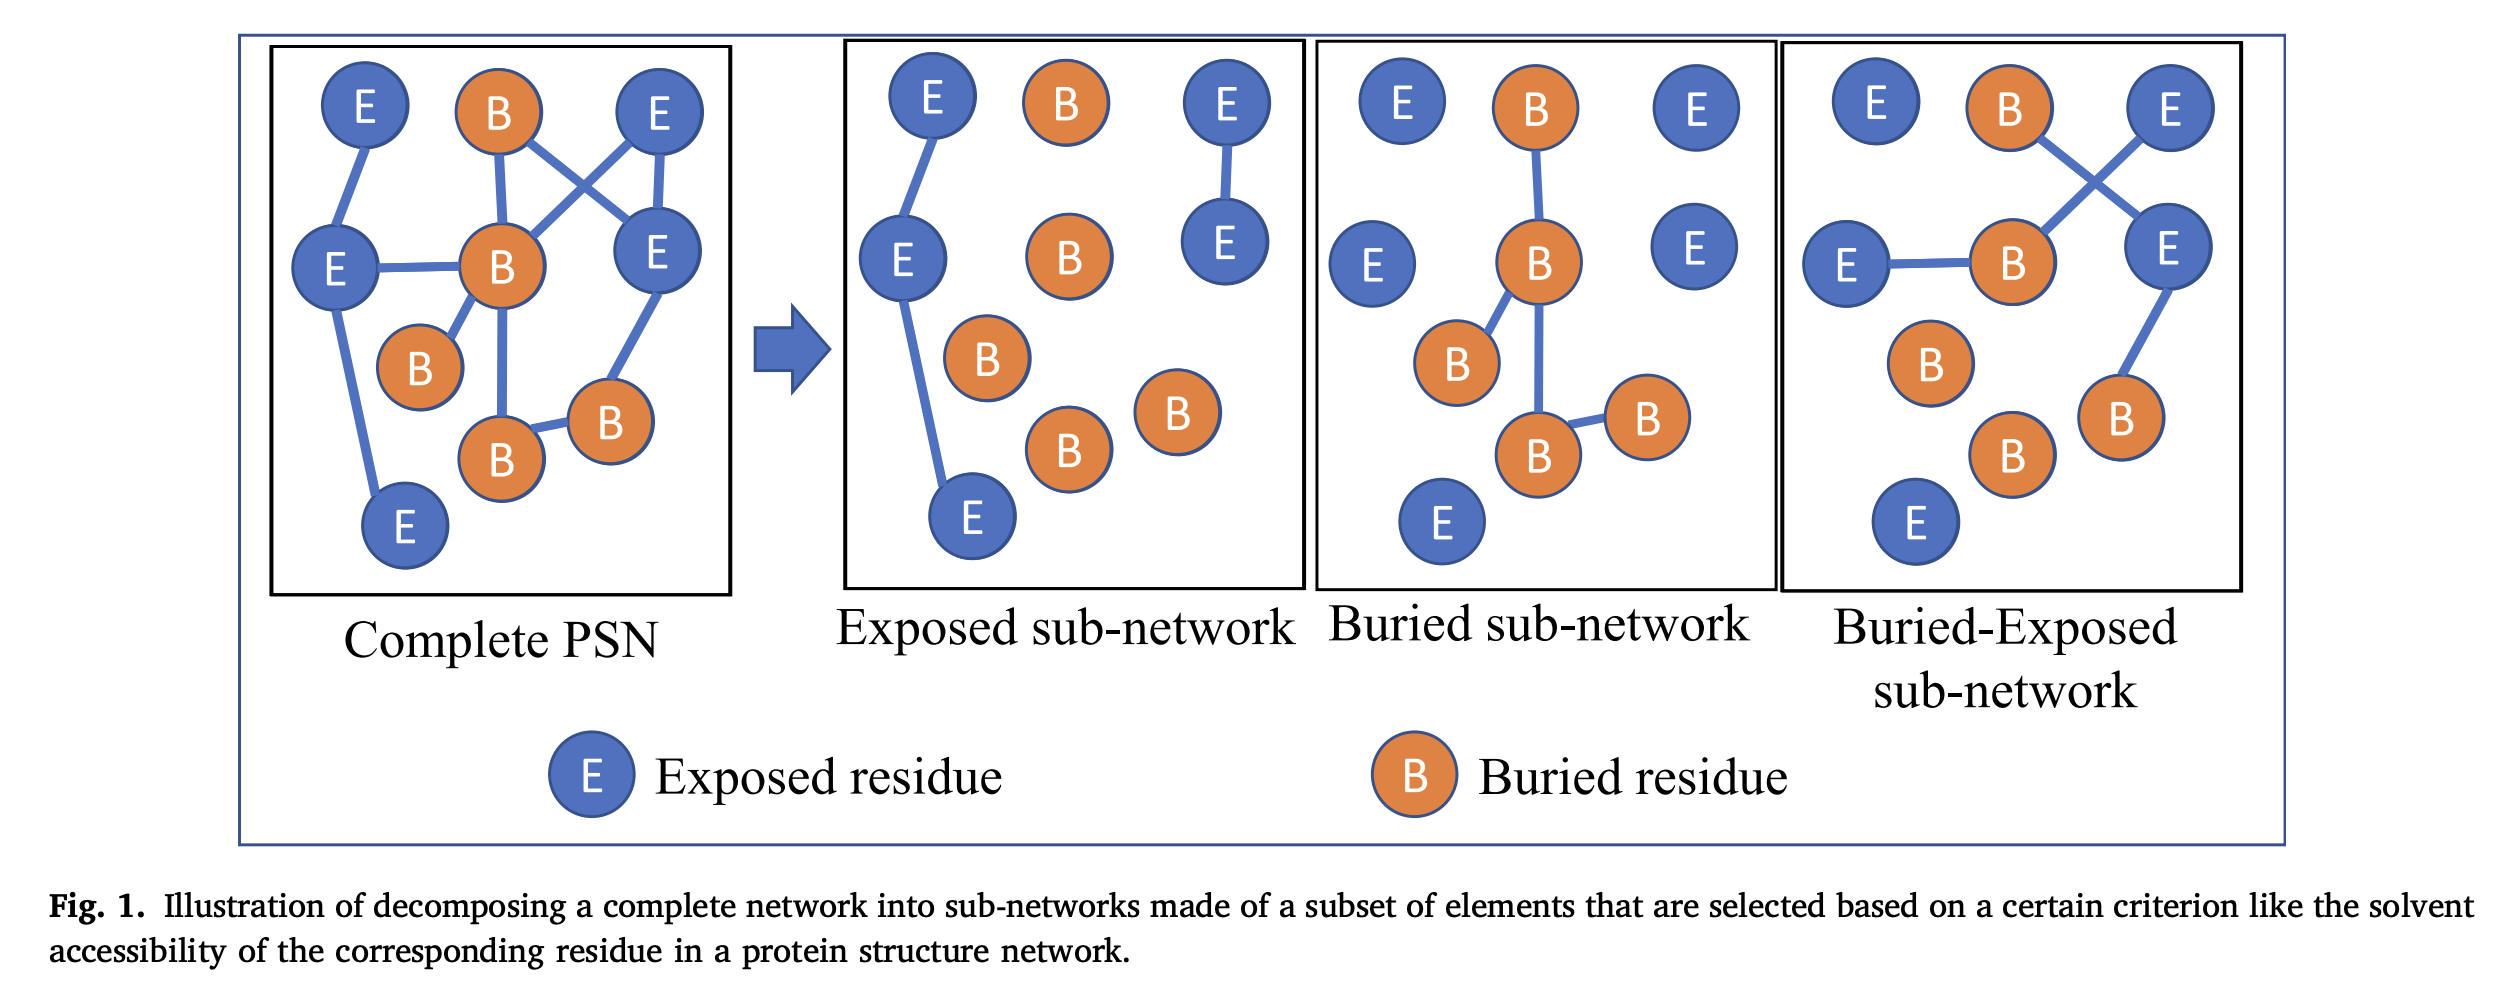 E B E
E B E
B
B B
E
E B E
E B E
B
B B
E
E B E
E B E
B
B B
E
E B E
E B E
B
B B
E
Complete PSN
Exposed sub-network
Buried sub-network
Buried-Exposed
sub-network
E Exposed residue
B Buried residue
Fig. 1. Illustration of decomposing a complete network into sub-networks made of a subset of elements that are selected based on a certain criterion like the solvent
accessibility of the corresponding residue in a protein structure network.